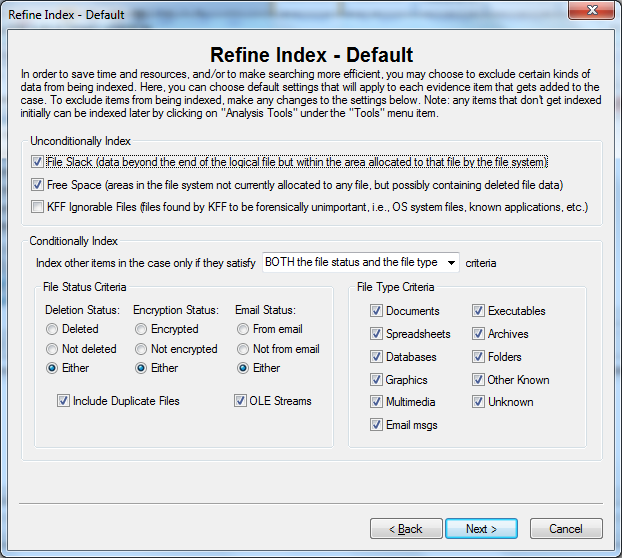 Refine Index - Default
Refine Index - Default
In order to save time and resources, and/or to make searching more efficient, you may choose to exclude certain kinds of
data from being indexed. Here, you can choose default settings that will apply to each evidence item that gets added to the
case. To exclude items from being indexed, make any changes to the settings below. Note: any items that don't get indexed
initially can be indexed later by clicking on "Analysis Tools" under the "Tools" menu item.
Unconditionally Index
File Slack (data beyond the end of the logical file but within the area allocated to that file by the file system)
Free Space (areas in the file system not currently allocated to any file, but possibly containing deleted file data)
KFF Ignorable Files (files found by KFF to be forensically unimportant, i.e., OS system files, known applications, etc.)
Conditionally Index
Index other items in the case only if they satisfy BOTH the file status and the file type criteria
File Status Criteria
Deletion Status: Encryption Status: Email Status:
Deleted Encrypted From email
Not deleted Not encrypted Not from email
Either Either Either
Include Duplicate Files OLE Streams
File Type Criteria
Documents Executables
Spreadsheets Archives
Databases Folders
Graphics Other Known
Multimedia Unknown
Email msgs
< Back Next > Cancel